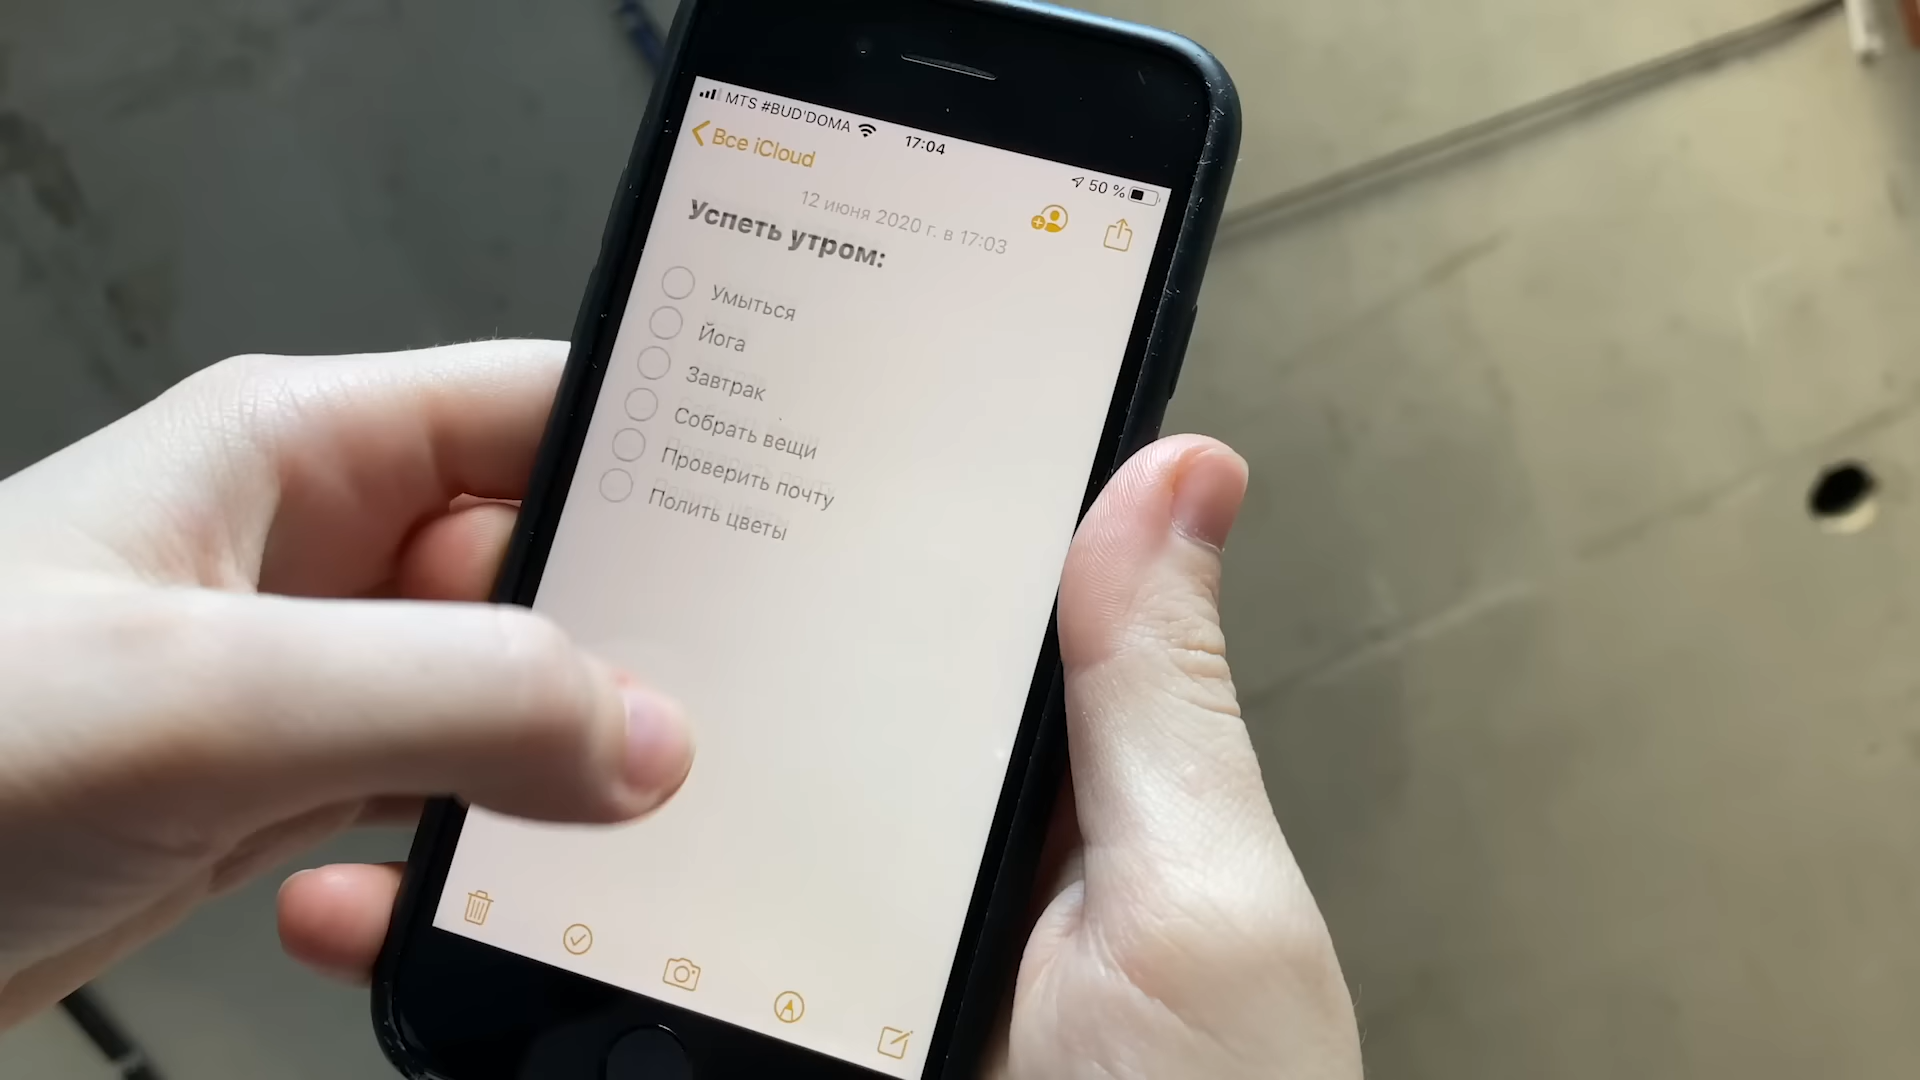 MTS #BUD'DOMA 17:04 50 %
Все iCloud
12 июня 2020 г. в 17:03
Успеть утром:
Умыться
Йога
Завтрак
Собрать вещи
Проверить почту
Полить цветы